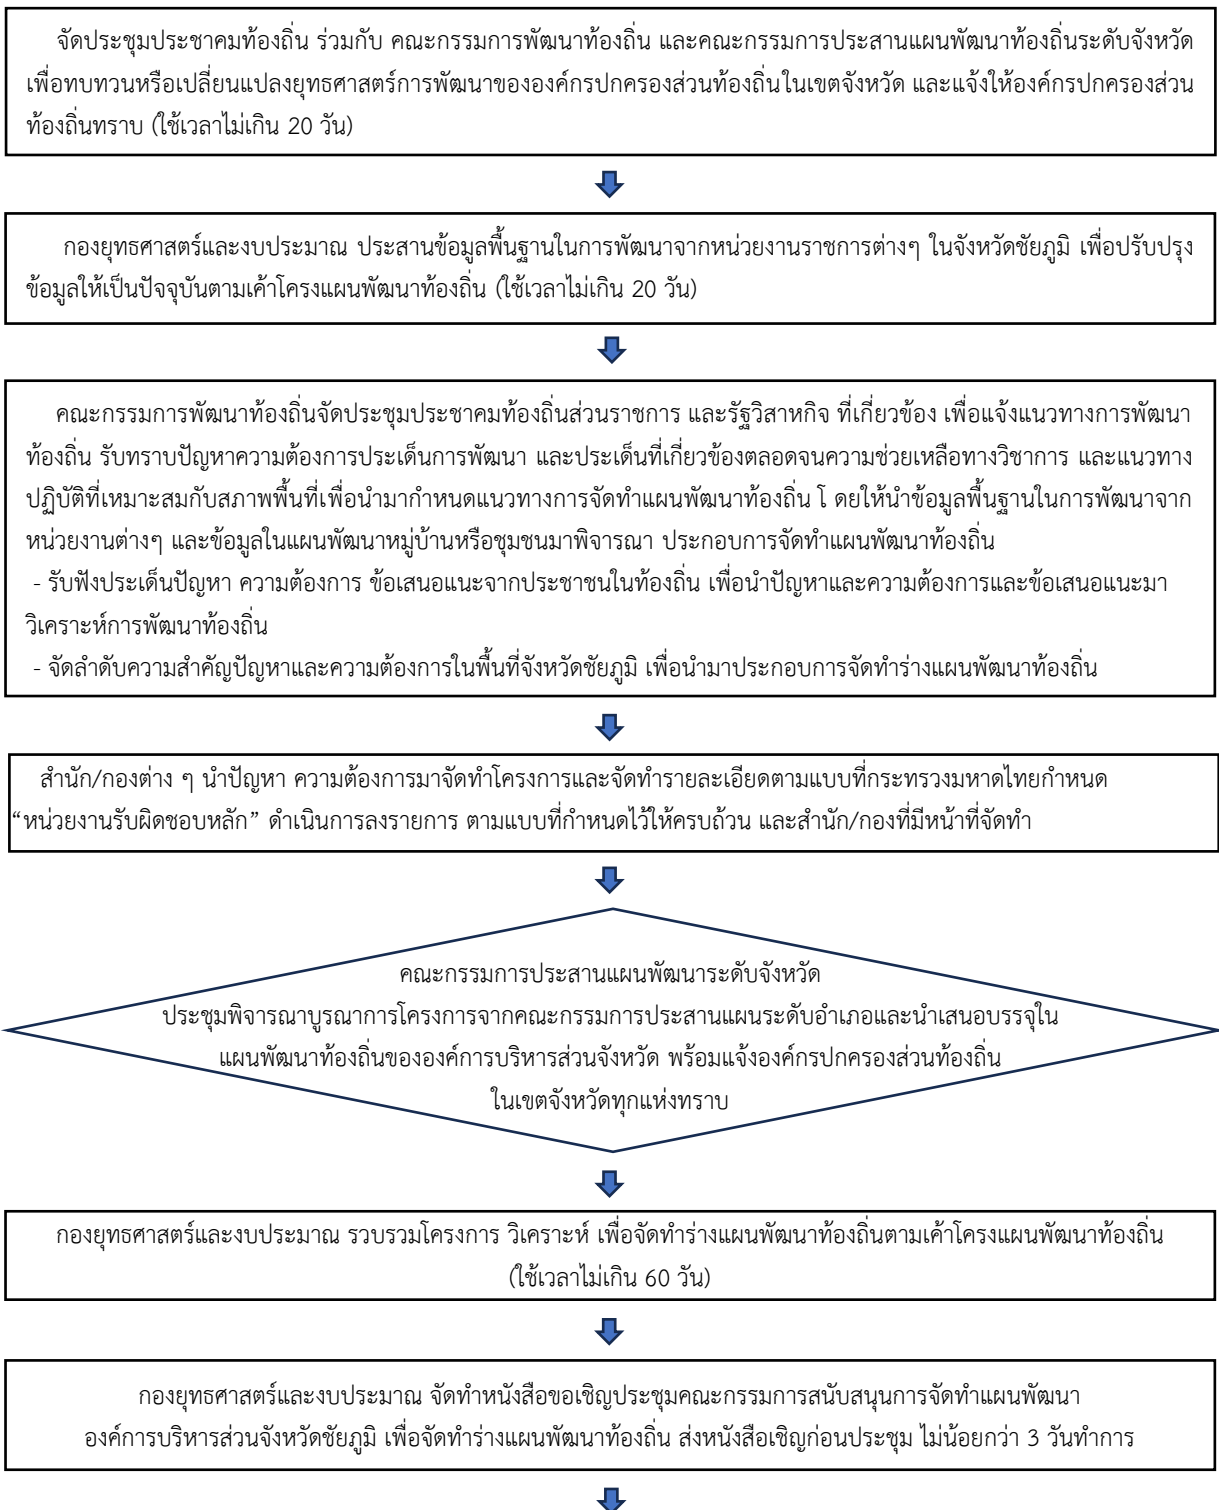 จัดประชุมประชาคมท้องถิ่น ร่วมกับ คณะกรรมการพัฒนาท้องถิ่น และคณะกรรมการประสานแผนพัฒนาท้องถิ่นระดับจังหวัด
เพื่อทบทวนหรือเปลี่ยนแปลงยุทธศาสตร์การพัฒนาขององค์กรปกครองส่วนท้องถิ่นในเขตจังหวัด และแจ้งให้องค์กรปกครองส่วน
ท้องถิ่นทราบ (ใช้เวลาไม่เกิน 20 วัน)
กองยุทธศาสตร์และงบประมาณ ประสานข้อมูลพื้นฐานในการพัฒนาจากหน่วยงานราชการต่างๆ ในจังหวัดชัยภูมิ เพื่อปรับปรุง
ข้อมูลให้เป็นปัจจุบันตามเค้าโครงแผนพัฒนาท้องถิ่น (ใช้เวลาไม่เกิน 20 วัน)
คณะกรรมการพัฒนาท้องถิ่นจัดประชุมประชาคมท้องถิ่นส่วนราชการ และรัฐวิสาหกิจ ที่เกี่ยวข้อง เพื่อแจ้งแนวทางการพัฒนา
ท้องถิ่น รับทราบปัญหาความต้องการประเด็นการพัฒนา และประเด็นที่เกี่ยวข้องตลอดจนความช่วยเหลือทางวิชาการ และแนวทาง
ปฏิบัติที่เหมาะสมกับสภาพพื้นที่เพื่อนำมากำหนดแนวทางการจัดทำแผนพัฒนาท้องถิ่น โ ดยให้นำข้อมูลพื้นฐานในการพัฒนาจาก
หน่วยงานต่างๆ และข้อมูลในแผนพัฒนาหมู่บ้านหรือชุมชนมาพิจารณา ประกอบการจัดทำแผนพัฒนาท้องถิ่น
- รับฟังประเด็นปัญหา ความต้องการ ข้อเสนอแนะจากประชาชนในท้องถิ่น เพื่อนำปัญหาและความต้องการและข้อเสนอแนะมา
วิเคราะห์การพัฒนาท้องถิ่น
- จัดลำดับความสำคัญปัญหาและความต้องการในพื้นที่จังหวัดชัยภูมิ เพื่อนำมาประกอบการจัดทำร่างแผนพัฒนาท้องถิ่น
สำนัก/กองต่าง ๆ นำปัญหา ความต้องการมาจัดทำโครงการและจัดทำรายละเอียดตามแบบที่กระทรวงมหาดไทยกำหนด
“หน่วยงานรับผิดชอบหลัก” ดำเนินการลงรายการ ตามแบบที่กำหนดไว้ให้ครบถ้วน และสำนัก/กองที่มีหน้าที่จัดทำ
คณะกรรมการประสานแผนพัฒนาระดับจังหวัด
ประชุมพิจารณาบูรณาการโครงการจากคณะกรรมการประสานแผนระดับอำเภอและนำเสนอบรรจุใน
แผนพัฒนาท้องถิ่นขององค์การบริหารส่วนจังหวัด พร้อมแจ้งองค์กรปกครองส่วนท้องถิ่น
ในเขตจังหวัดทุกแห่งทราบ
กองยุทธศาสตร์และงบประมาณ รวบรวมโครงการ วิเคราะห์ เพื่อจัดทำร่างแผนพัฒนาท้องถิ่นตามเค้าโครงแผนพัฒนาท้องถิ่น
(ใช้เวลาไม่เกิน 60 วัน)
กองยุทธศาสตร์และงบประมาณ จัดทำหนังสือขอเชิญประชุมคณะกรรมการสนับสนุนการจัดทำแผนพัฒนา
องค์การบริหารส่วนจังหวัดชัยภูมิ เพื่อจัดทำร่างแผนพัฒนาท้องถิ่น ส่งหนังสือเชิญก่อนประชุม ไม่น้อยกว่า 3 วันทำการ